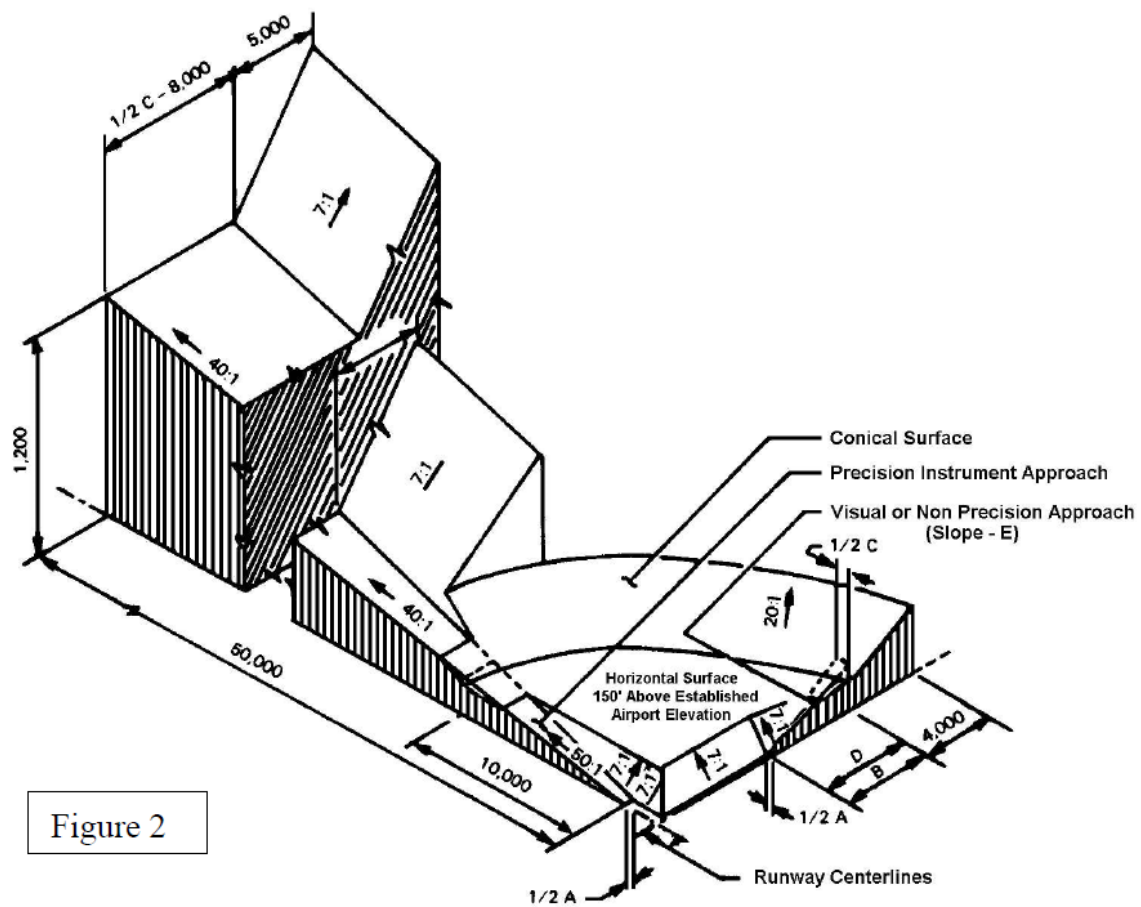 5,000
1/2 C – 8,000
7:1
40:1
1,200
Conical Surface
Precision Instrument Approach
7:1
Visual or Non Precision Approach
(Slope - E)
1/2 C
40:1
20:1
50,000
Horizontal Surface
150' Above Established
Airport Elevation
7:1
4,000
50:1
7:1
7:1
7:1
D
B
10,000
1/2 A
Figure 2
Runway Centerlines
1/2 A